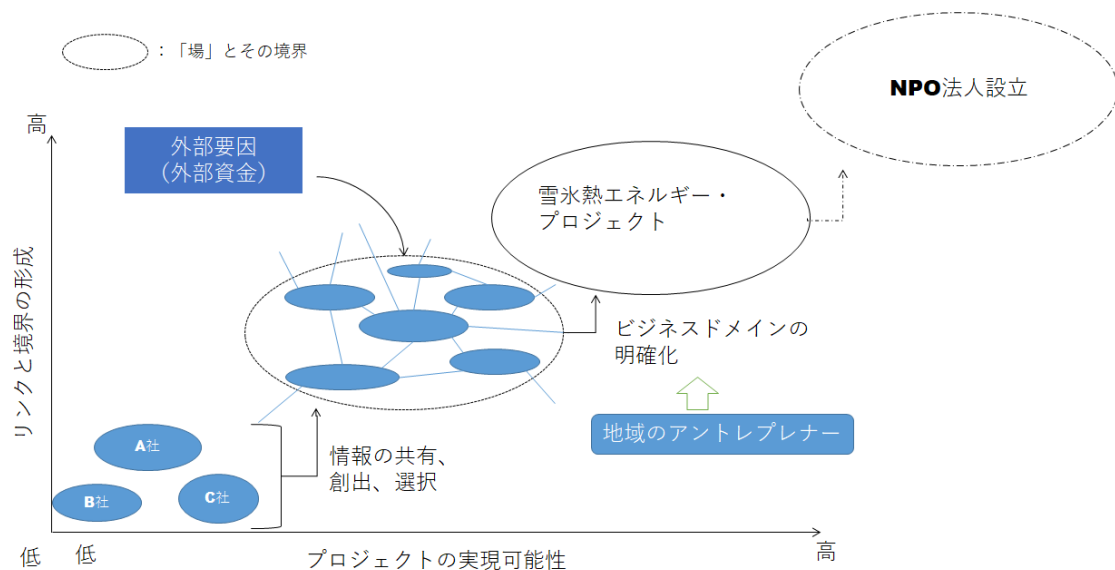 ：「場」とその境界
NPO法人設立
高
外部要因
（外部資金）
雪氷熱エネルギー・
プロジェクト
リンクと境界の形成
ビジネスドメインの
明確化
地域のアントレプレナー
A社
B社
C社
情報の共有、
創出、選択
低
低
プロジェクトの実現可能性
高